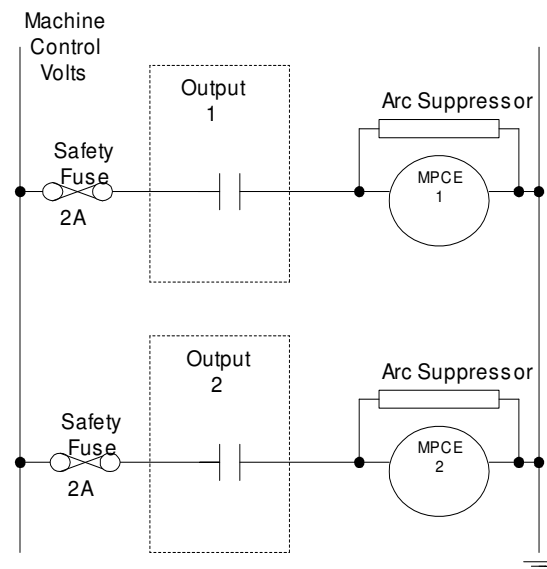 Machine
Control
Volts
Output
1
Arc Suppressor
Safety
Fuse
2A
MPCE
1
Output
2
Arc Suppressor
Safety
Fuse
2A
MPCE
2